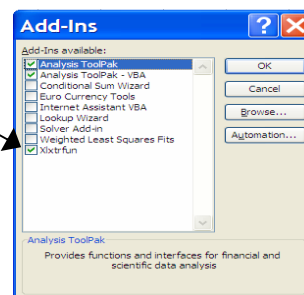 Add-Ins
Add-Ins available:
Analysis ToolPak
Analysis ToolPak - VBA
Conditional Sum Wizard
Euro Currency Tools
Internet Assistant VBA
Lookup Wizard
Solver Add-in
Weighted Least Squares Fits
Xlxtrfun
OK
Cancel
Browse...
Automation...
Analysis ToolPak
Provides functions and interfaces for financial and
scientific data analysis